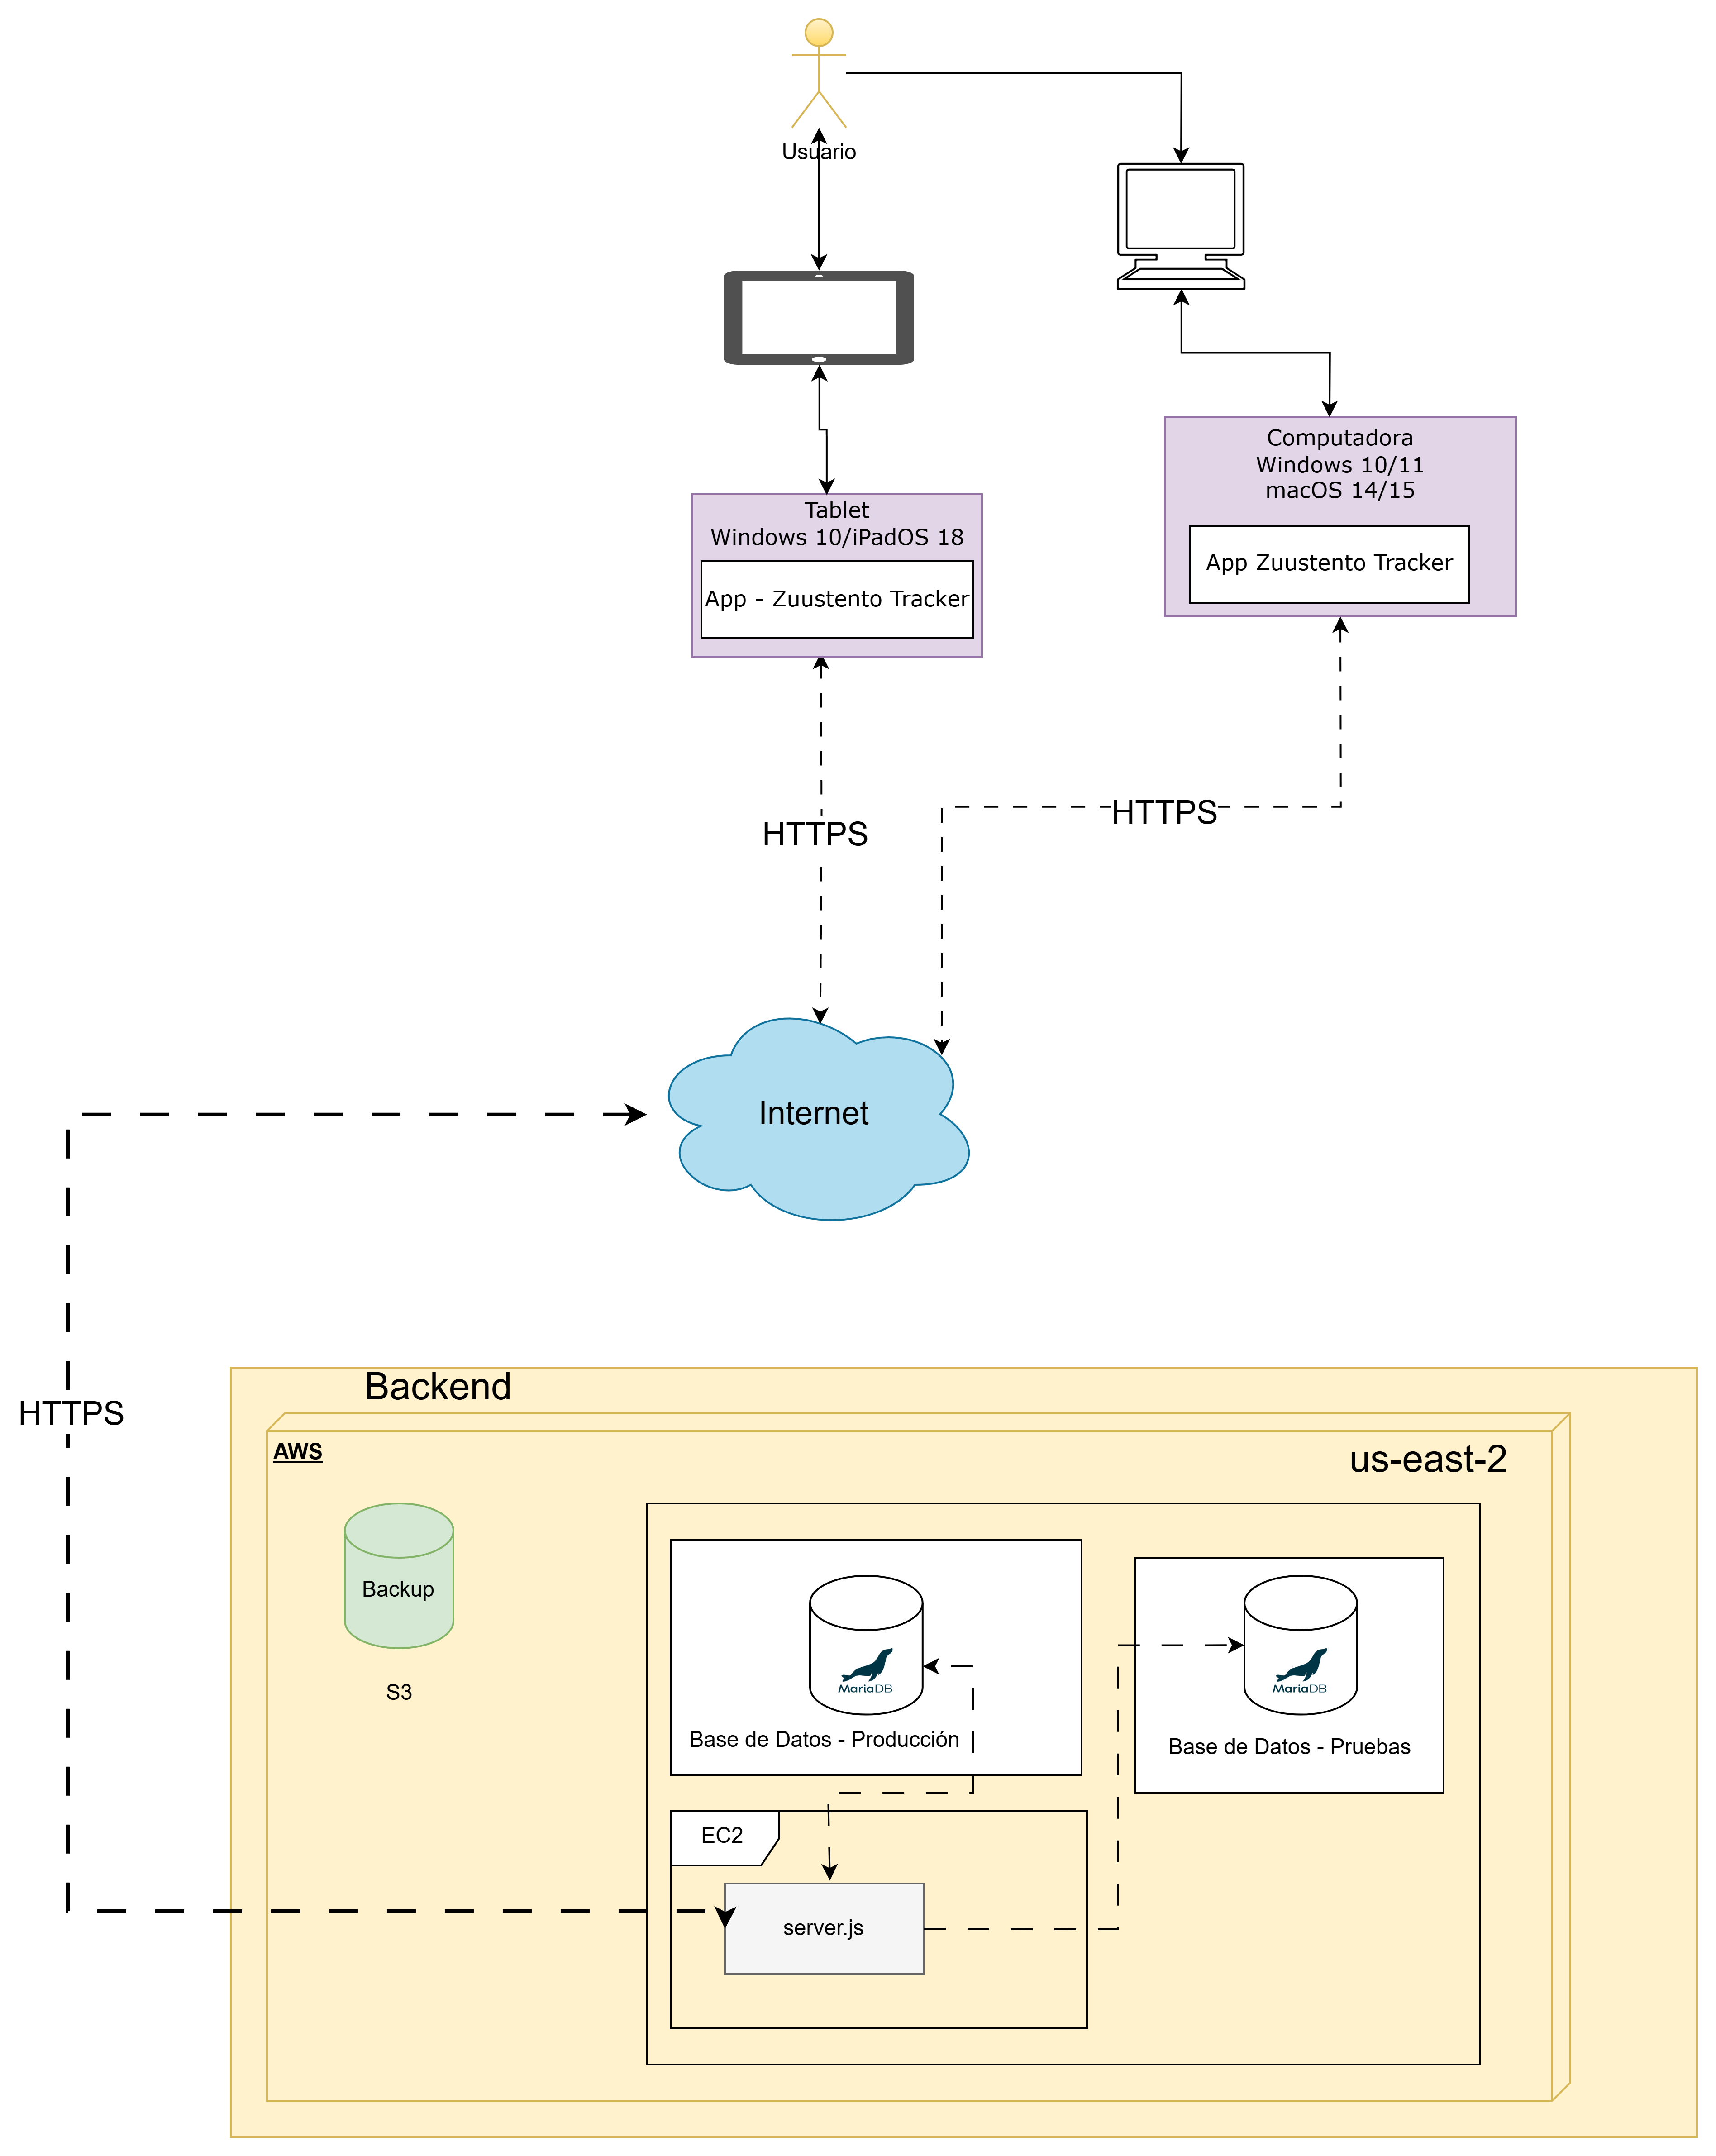 Usuario
Computadora
Windows 10/11
macOS 14/15
App Zuustento Tracker
Tablet
Windows 10/iPadOS 18
App - Zuustento Tracker
HTTPS
HTTPS
Internet
HTTPS
Backend
AWS
us-east-2
Backup
S3
MariaDB
Base de Datos - Producción
MariaDB
Base de Datos - Pruebas
EC2
server.js